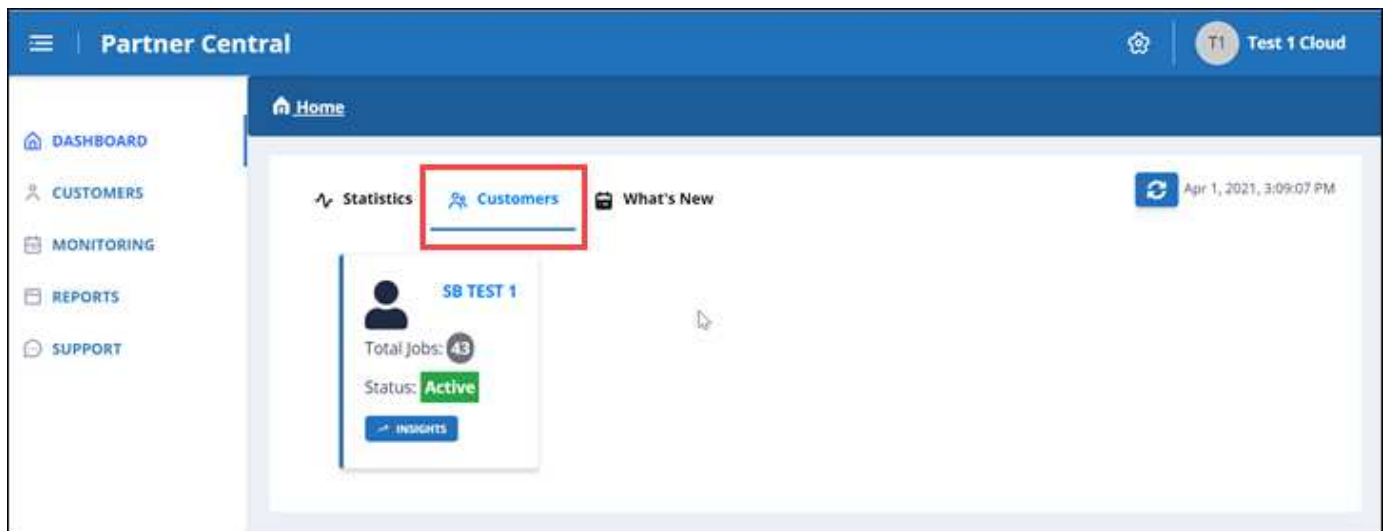 Partner Central
T1 Test 1 Cloud
Home
DASHBOARD
CUSTOMERS
MONITORING
REPORTS
SUPPORT
Statistics Customers What's New
Apr 1, 2021, 3:09:07 PM
SB TEST 1
Total Jobs: 43
Status: Active
INSIGHTS